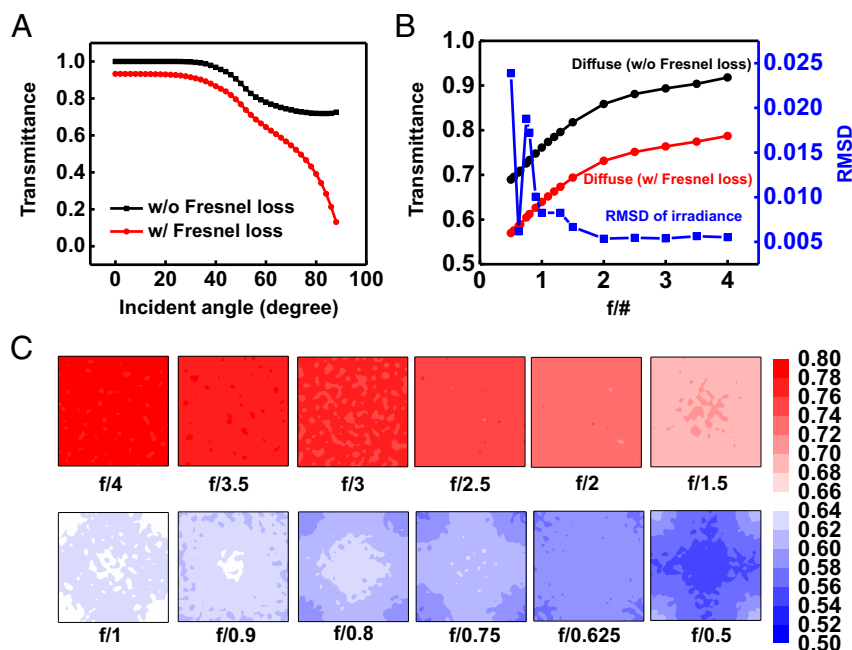 A
Transmittance
1.0
0.8
0.6
0.4
0.2
0.0
w/o Fresnel loss
w/ Fresnel loss
0 20 40 60 80 100
Incident angle (degree)
B
Transmittance
1.0
0.9
0.8
0.7
0.6
0.5
Diffuse (w/o Fresnel loss)
Diffuse (w/ Fresnel loss)
RMSD of irradiance
0.025
0.020
0.015
0.010
0.005
RMSD
0 1 2 3 4
f/#
C
f/4 f/3.5 f/3 f/2.5 f/2 f/1.5
f/1 f/0.9 f/0.8 f/0.75 f/0.625 f/0.5
0.80
0.78
0.76
0.74
0.72
0.70
0.68
0.66
0.64
0.62
0.60
0.58
0.56
0.54
0.52
0.50